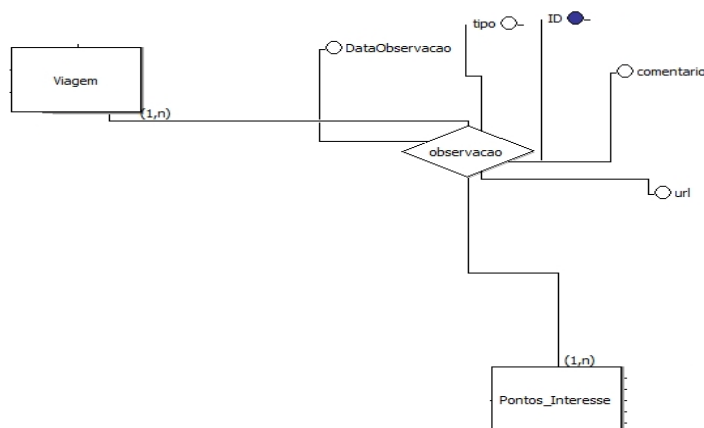 tipo
ID
DataObservacao
comentario
Viagem
(1,n)
observacao
url
(1,n)
Pontos_Interesse